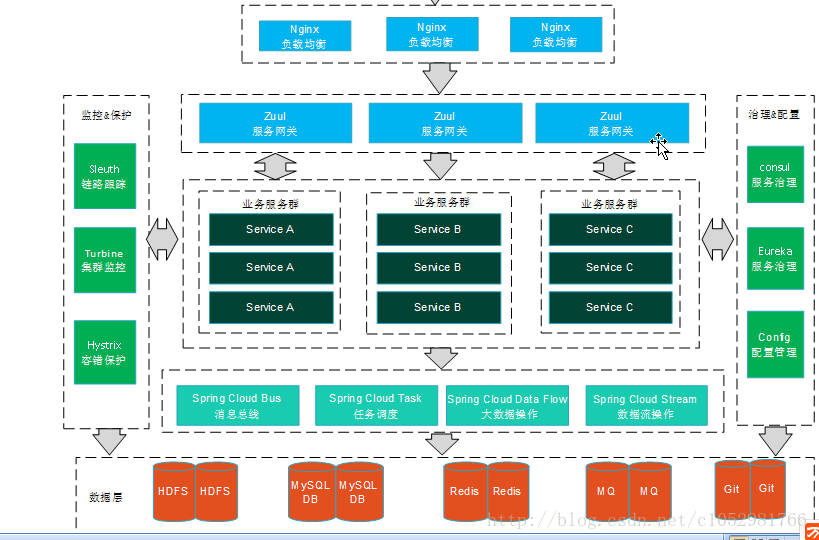 Nginx
负载均衡
Nginx
负载均衡
Nginx
负载均衡
监控&保护
Sleuth
链路跟踪
Turbine
集群监控
Hystrix
容错保护
Zuul
服务网关
Zuul
服务网关
Zuul
服务网关
业务服务群
Service A
Service A
Service A
业务服务群
Service B
Service B
Service B
业务服务群
Service C
Service C
Service C
治理&配置
consul
服务治理
Eureka
服务治理
Config
配置管理
Spring Cloud Bus
消息总线
Spring Cloud Task
任务调度
Spring Cloud Data Flow
大数据操作
Spring Cloud Stream
数据流操作
数据层
HDFS
HDFS
MySQL
DB
MySQL
DB
Redis
Redis
MQ
MQ
Git
Git
http://blog.csdn.net/c1052981766